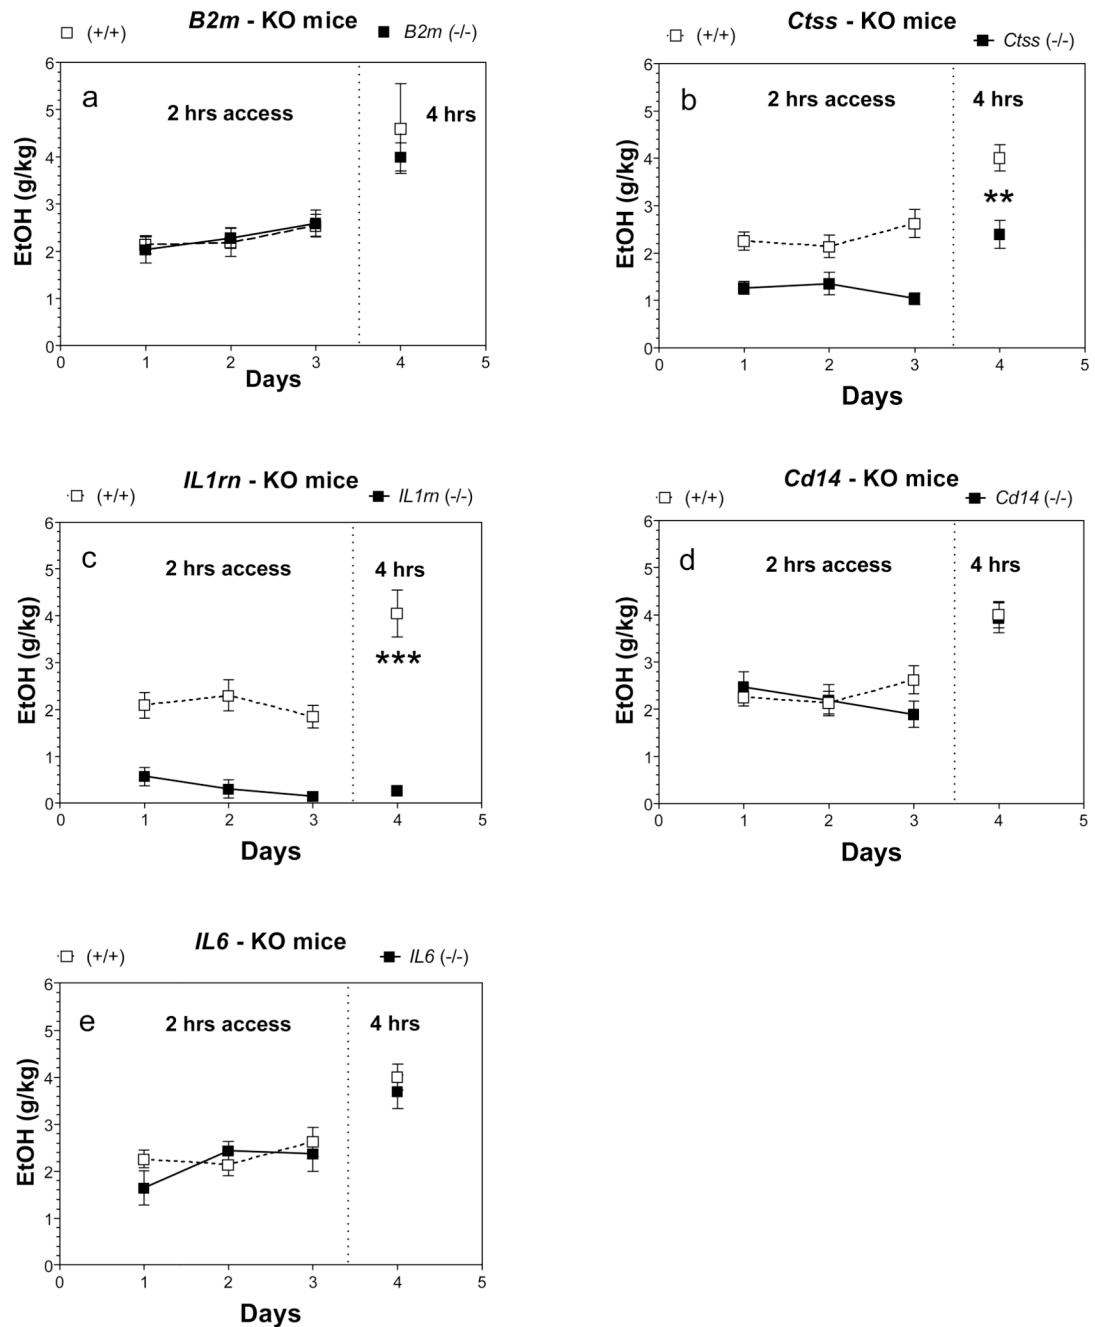 B2m - KO mice
(+/+) B2m (-/-)
a
2 hrs access
4 hrs
EtOH (g/kg)
6
5
4
3
2
1
0
0 1 2 3 4 5
Days
Ctss - KO mice
(+/+) Ctss (-/-)
b
2 hrs access
4 hrs
**
EtOH (g/kg)
6
5
4
3
2
1
0
0 1 2 3 4 5
Days
IL1rn - KO mice
(+/+) IL1rn (-/-)
c
2 hrs access
4 hrs
***
EtOH (g/kg)
6
5
4
3
2
1
0
0 1 2 3 4 5
Days
Cd14 - KO mice
(+/+) Cd14 (-/-)
d
2 hrs access
4 hrs
EtOH (g/kg)
6
5
4
3
2
1
0
0 1 2 3 4 5
Days
IL6 - KO mice
(+/+) IL6 (-/-)
e
2 hrs access
4 hrs
EtOH (g/kg)
6
5
4
3
2
1
0
0 1 2 3 4 5
Days